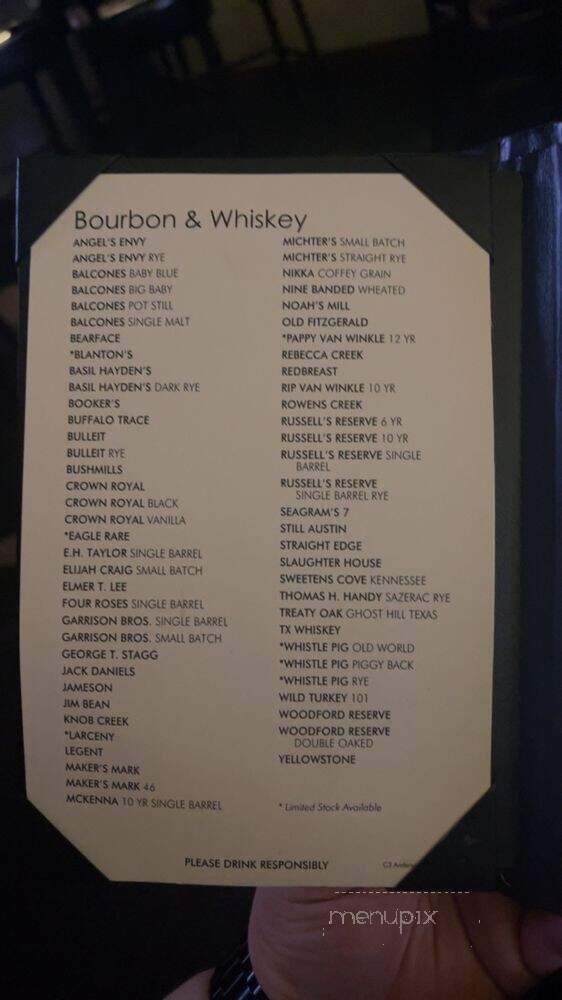 Bourbon & Whiskey
ANGEL'S ENVY
ANGEL'S ENVY RYE
BALCONES BABY BLUE
BALCONES BIG BABY
BALCONES POT STILL
BALCONES SINGLE MALT
BEARFACE
*BLANTON'S
BASIL HAYDEN'S
BASIL HAYDEN'S DARK RYE
BOOKER'S
BUFFALO TRACE
BULLEIT
BULLEIT RYE
BUSHMILLS
CROWN ROYAL
CROWN ROYAL BLACK
CROWN ROYAL VANILLA
*EAGLE RARE
E.H. TAYLOR SINGLE BARREL
ELIJAH CRAIG SMALL BATCH
ELMER T. LEE
FOUR ROSES SINGLE BARREL
GARRISON BROS. SINGLE BARREL
GARRISON BROS. SMALL BATCH
GEORGE T. STAGG
JACK DANIELS
JAMESON
JIM BEAN
KNOB CREEK
*LARCENY
LEGENT
MAKER'S MARK
MAKER'S MARK 46
MCKENNA 10 YR SINGLE BARREL
MICHTER'S SMALL BATCH
MICHTER'S STRAIGHT RYE
NIKKA COFFEY GRAIN
NINE BANDED WHEATED
NOAH'S MILL
OLD FITZGERALD
*PAPPY VAN WINKLE 12 YR
REBECCA CREEK
REDBREAST
RIP VAN WINKLE 10 YR
ROWENS CREEK
RUSSELL'S RESERVE 6 YR
RUSSELL'S RESERVE 10 YR
RUSSELL'S RESERVE SINGLE
BARREL
RUSSELL'S RESERVE
SINGLE BARREL RYE
SEAGRAM'S 7
STILL AUSTIN
STRAIGHT EDGE
SLAUGHTER HOUSE
SWEETENS COVE KENNESSEE
THOMAS H. HANDY SAZERAC RYE
TREATY OAK GHOST HILL TEXAS
TX WHISKEY
*WHISTLE PIG OLD WORLD
*WHISTLE PIG PIGGY BACK
*WHISTLE PIG RYE
WILD TURKEY 101
WOODFORD RESERVE
WOODFORD RESERVE
DOUBLE OAKED
YELLOWSTONE
* Limited Stock Available
PLEASE DRINK RESPONSIBLY
C3
menupix